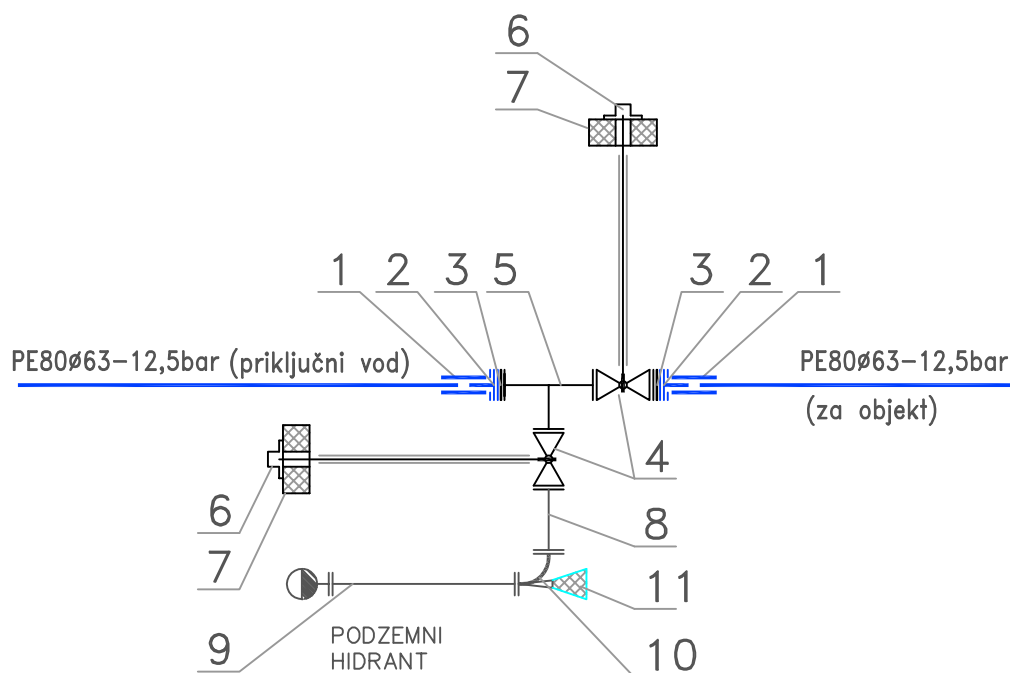 6
7
1 2 3 5 3 2 1
PE80ø63-12,5bar (priključni vod) PE80ø63-12,5bar
(za objekt)
4
6
8
7
11
9
10
PODZEMNI
HIDRANT